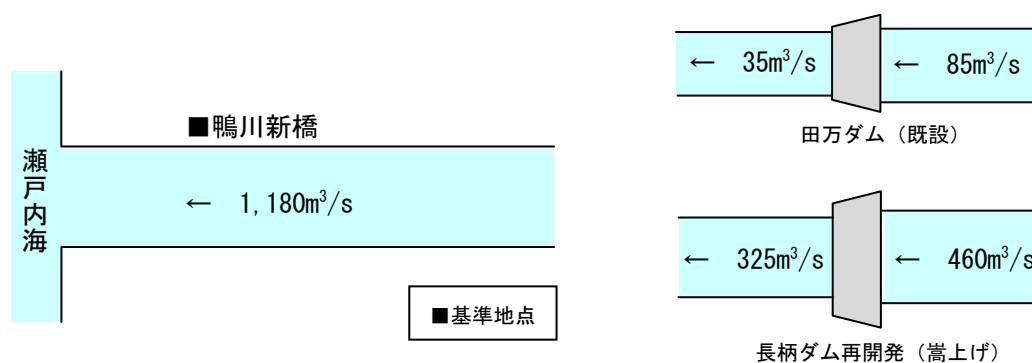 瀬戸内海
■鴨川新橋
← 1,180m³/s
■基準地点
← 35m³/s
← 85m³/s
田万ダム（既設）
← 325m³/s
← 460m³/s
長柄ダム再開発（嵩上げ）